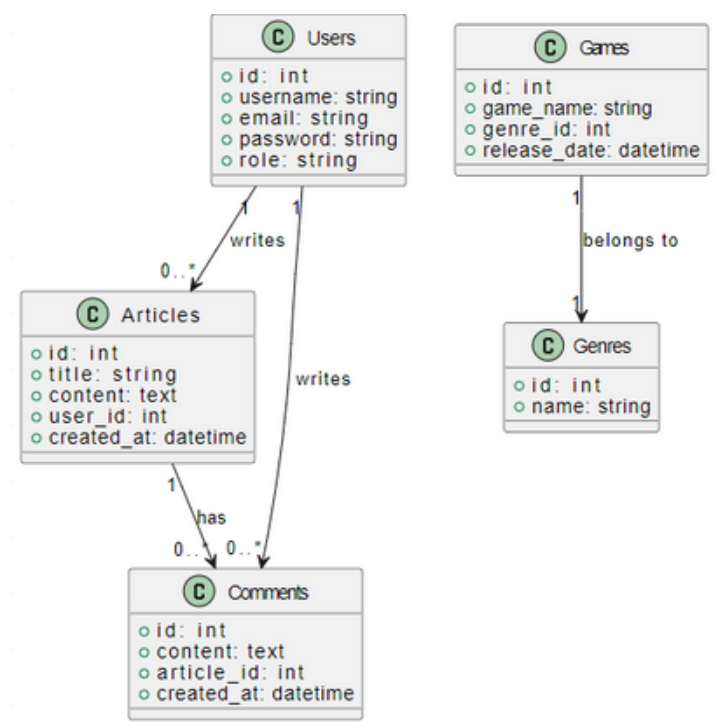 C Users
id: int
username: string
email: string
password: string
role: string
C Games
id: int
game_name: string
genre_id: int
release_date: datetime
1
1
writes
0..*
1
belongs to
1
C Articles
id: int
title: string
content: text
user_id: int
created_at: datetime
C Genres
id: int
name: string
writes
1
has
0..*
0..*
C Comments
id: int
content: text
article_id: int
created_at: datetime